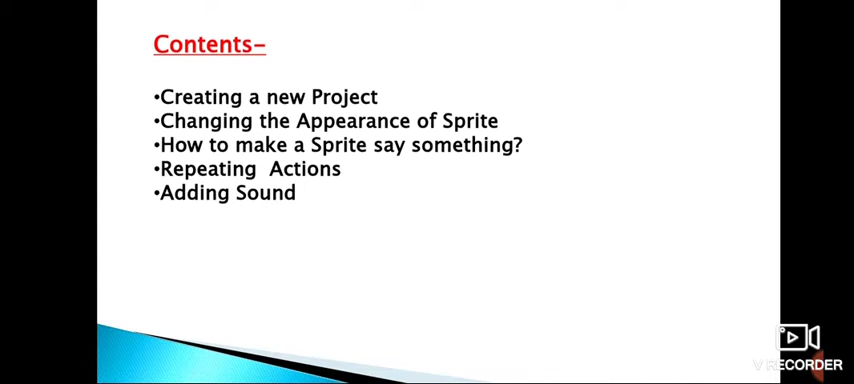 Contents-
•Creating a new Project
•Changing the Appearance of Sprite
•How to make a Sprite say something?
•Repeating Actions
•Adding Sound
V RECORDER